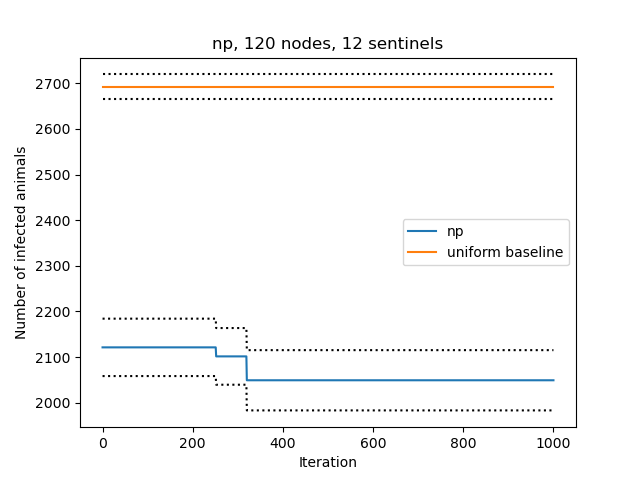 np, 120 nodes, 12 sentinels
Number of infected animals
2700
2600
2500
2400
2300
2200
2100
2000
np
uniform baseline
0 200 400 600 800 1000
Iteration